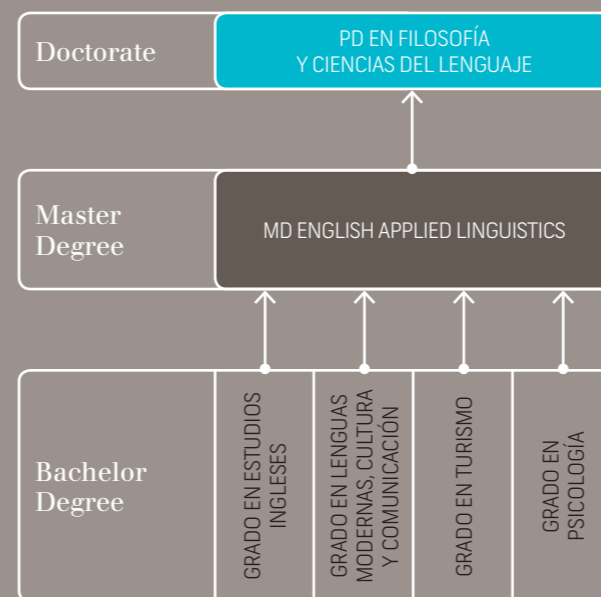 Doctorate
PD EN FILOSOFÍA
Y CIENCIAS DEL LENGUAJE
Master
Degree
MD ENGLISH APPLIED LINGUISTICS
Bachelor
Degree
GRADO EN ESTUDIOS
INGLESES
GRADO EN LENGUAS
MODERNAS, CULTURA
Y COMUNICACIÓN
GRADO EN TURISMO
GRADO EN
PSICOLOGÍA